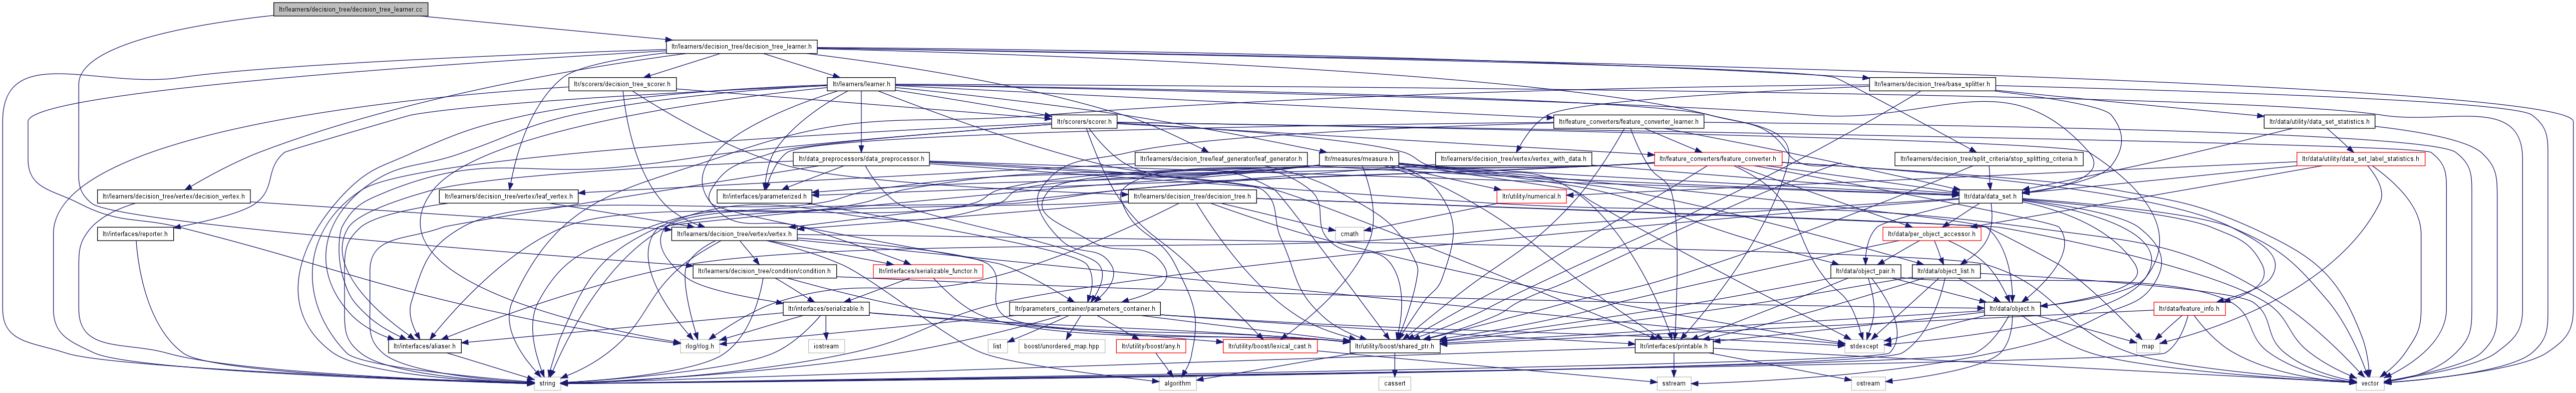 ltr/learners/decision_tree/decision_tree_learner.cc
ltr/learners/decision_tree/decision_tree_learner.h
ltr/scorers/decision_tree_scorer.h
ltr/learners/learner.h
ltr/learners/decision_tree/base_splitter.h
ltr/scorers/scorer.h
ltr/feature_converters/feature_converter_learner.h
ltr/data/utility/data_set_statistics.h
ltr/data_preprocessors/data_preprocessor.h
ltr/learners/decision_tree/leaf_generator/leaf_generator.h
ltr/measures/measure.h
ltr/learners/decision_tree/vertex/vertex_with_data.h
ltr/feature_converters/feature_converter.h
ltr/learners/decision_tree/split_criteria/stop_splitting_criteria.h
ltr/data/utility/data_set_label_statistics.h
ltr/learners/decision_tree/vertex/decision_vertex.h
ltr/learners/decision_tree/vertex/leaf_vertex.h
ltr/interfaces/parameterized.h
ltr/learners/decision_tree/decision_tree.h
ltr/utility/numerical.h
ltr/data/data_set.h
ltr/interfaces/reporter.h
ltr/learners/decision_tree/vertex/vertex.h
cmath
ltr/data/per_object_accessor.h
ltr/learners/decision_tree/condition/condition.h
ltr/interfaces/serializable_functor.h
ltr/data/object_pair.h
ltr/data/object_list.h
ltr/interfaces/serializable.h
ltr/parameters_container/parameters_container.h
ltr/data/object.h
ltr/data/feature_info.h
ltr/interfaces/aliaser.h
rlog/rlog.h
iostream
list
boost/unordered_map.hpp
ltr/utility/boost/any.h
ltr/utility/boost/lexical_cast.h
ltr/utility/boost/shared_ptr.h
ltr/interfaces/printable.h
stdexcept
map
string
algorithm
cassert
sstream
ostream
vector